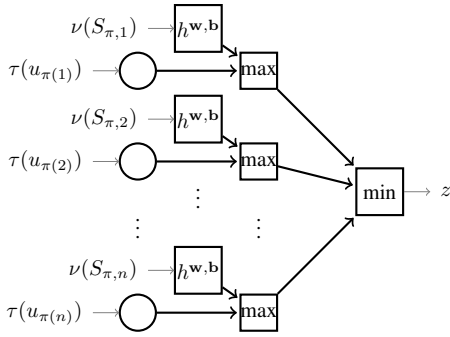 ν(S_{π,1}) h^{w,b}
τ(u_{π(1)}) max
ν(S_{π,2}) h^{w,b}
τ(u_{π(2)}) max
min z
⋮
⋮ ⋮
ν(S_{π,n}) h^{w,b}
τ(u_{π(n)}) max